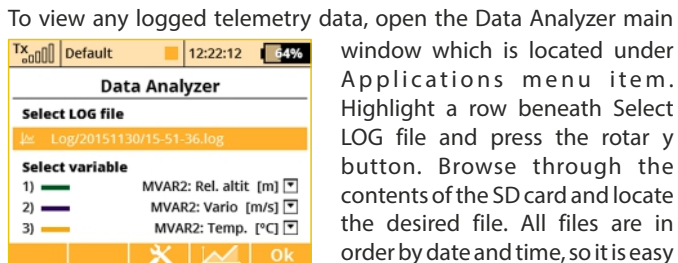 To view any logged telemetry data, open the Data Analyzer main
Tx Default 12:22:12 64%
Data Analyzer
Select LOG file
Log/20151130/15-51-36.log
Select variable
1) MVAR2: Rel. altit [m]
2) MVAR2: Vario [m/s]
3) MVAR2: Temp. [°C]
Ok
window which is located under
Applications menu item.
Highlight a row beneath Select
LOG file and press the rotar y
button. Browse through the
contents of the SD card and locate
the desired file. All files are in
order by date and time, so it is easy